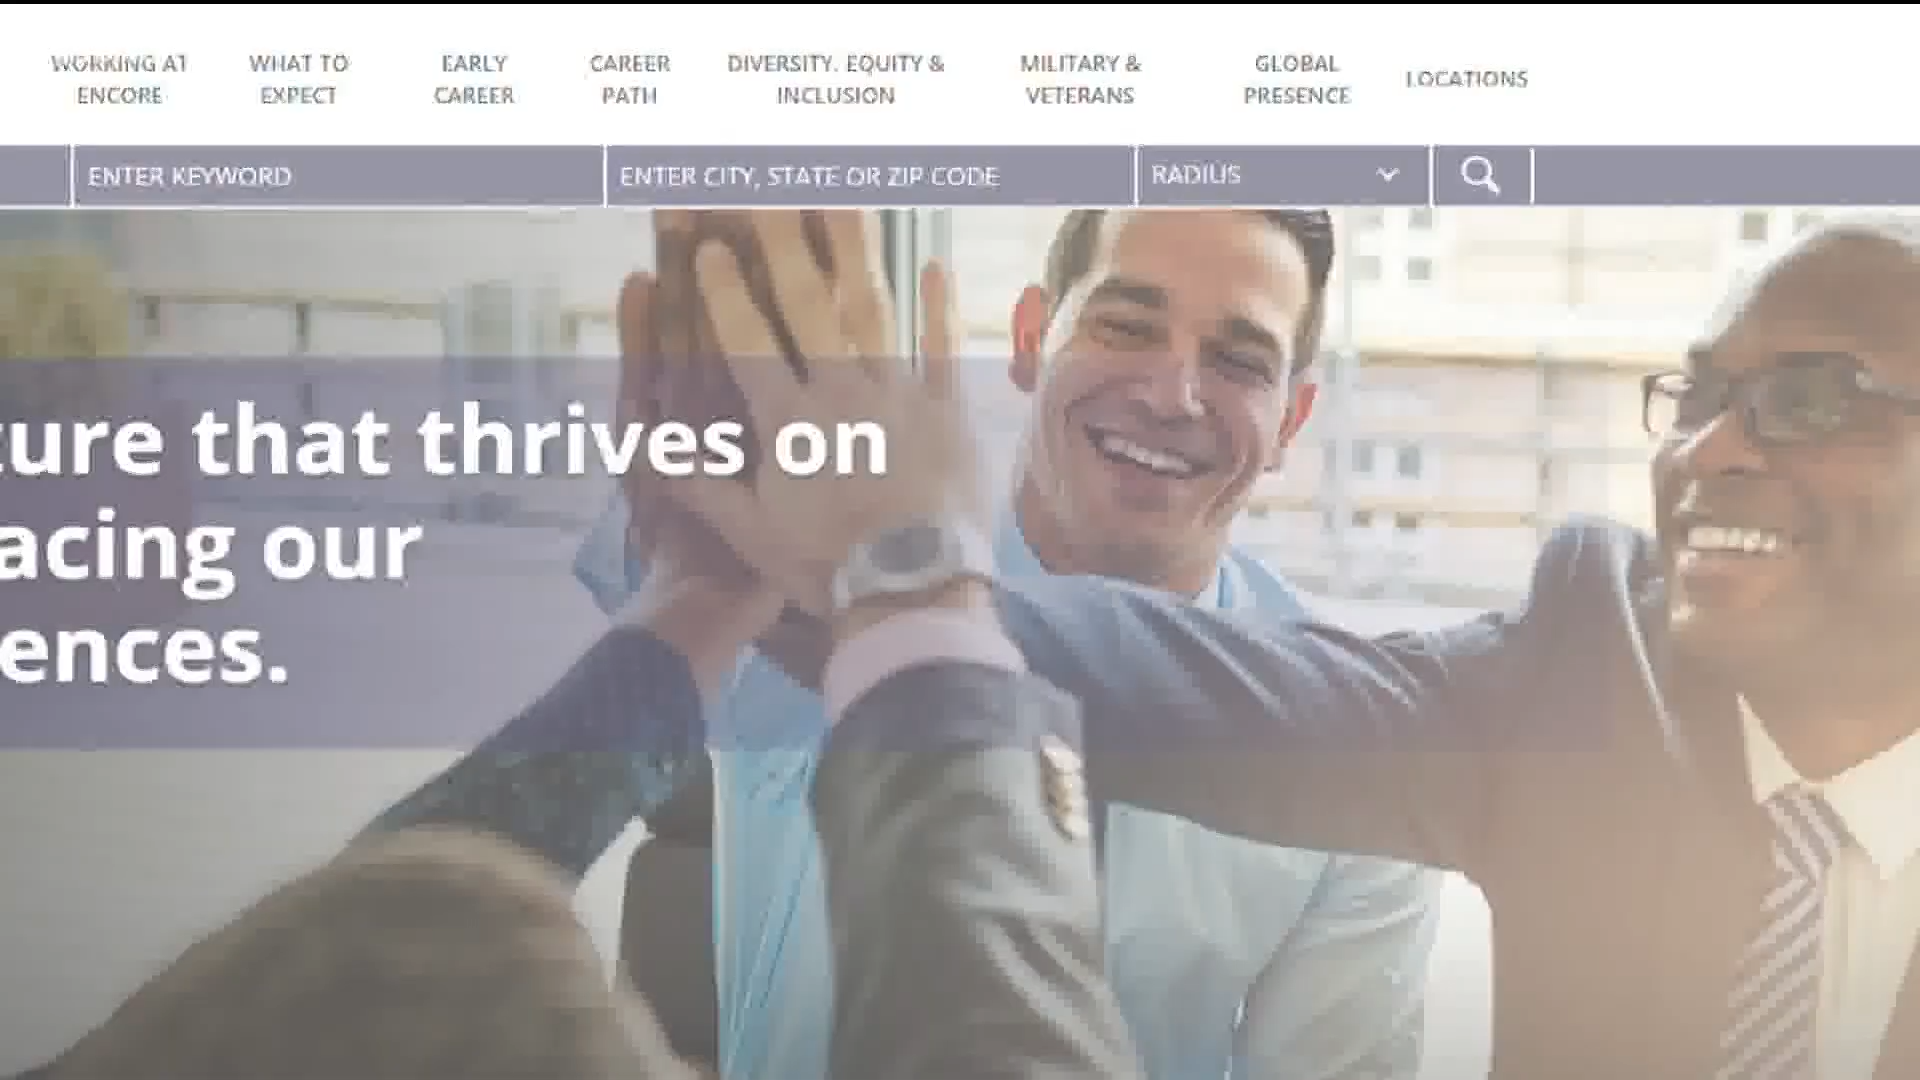 WORKING AT
ENCORE
WHAT TO
EXPECT
EARLY
CAREER
CAREER
PATH
DIVERSITY, EQUITY &
INCLUSION
MILITARY &
VETERANS
GLOBAL
PRESENCE
LOCATIONS
ENTER KEYWORD
ENTER CITY, STATE OR ZIP CODE
RADIUS
ture that thrives on
acing our
ences.